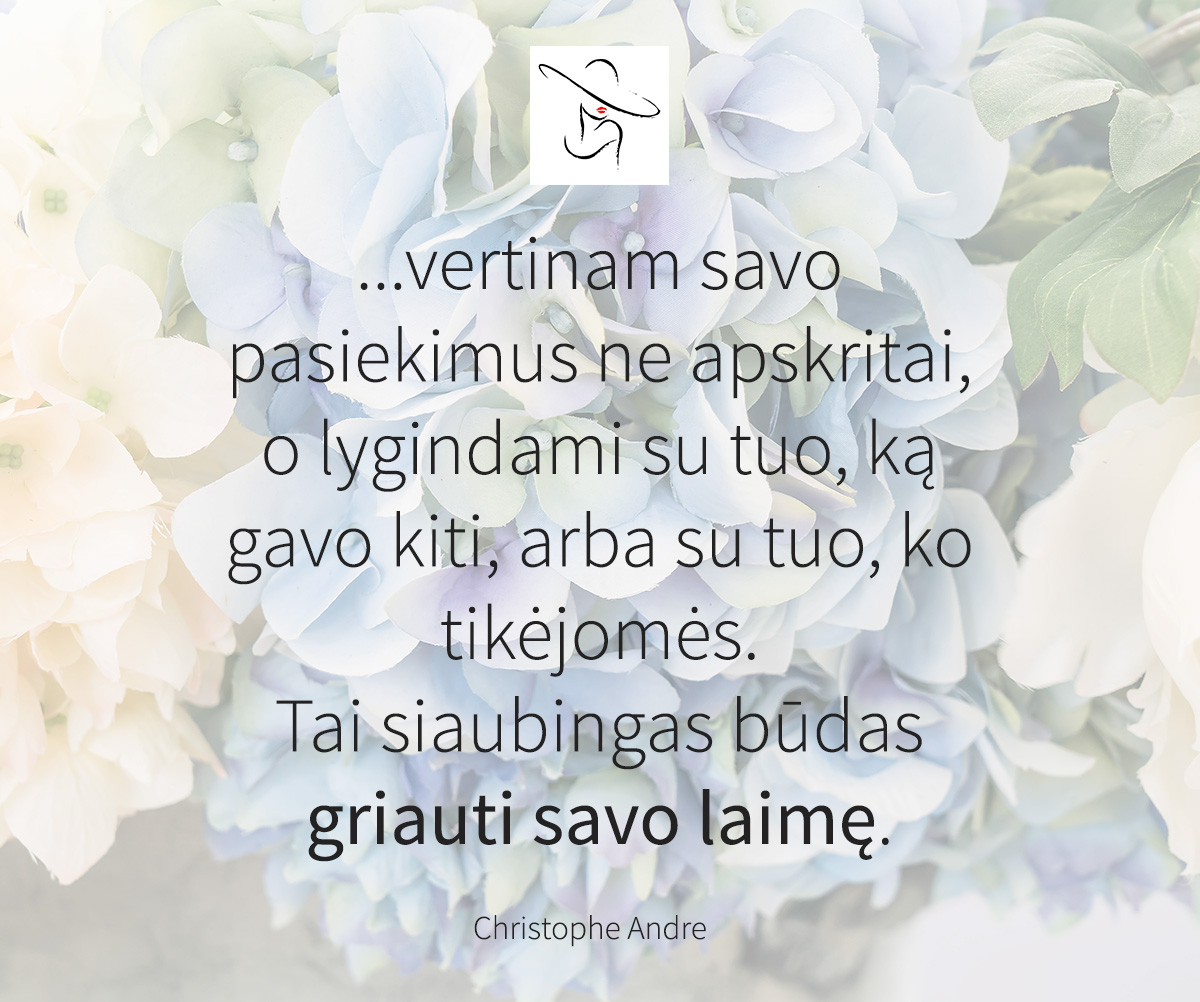 ...vertinam savo
pasiekimus ne apskritai,
o lygindami su tuo, ką
gavo kiti, arba su tuo, ko
tikėjomės.
Tai siaubingas būdas
griauti savo laimę.
Christophe Andre